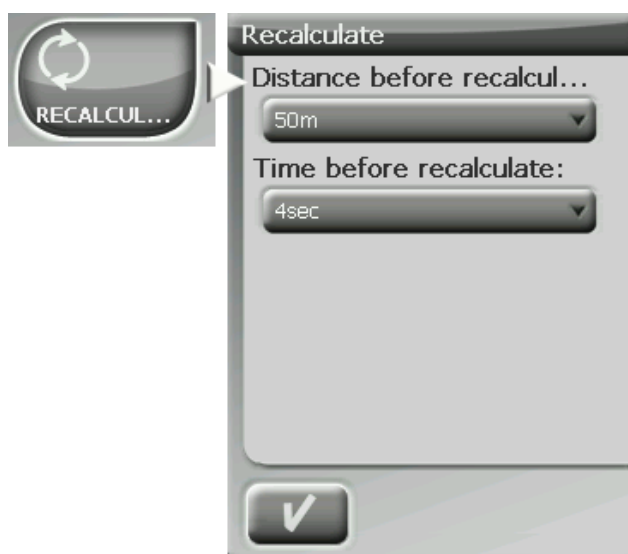 RECALCUL...
Recalculate
Distance before recalcul...
50m
Time before recalculate:
4sec